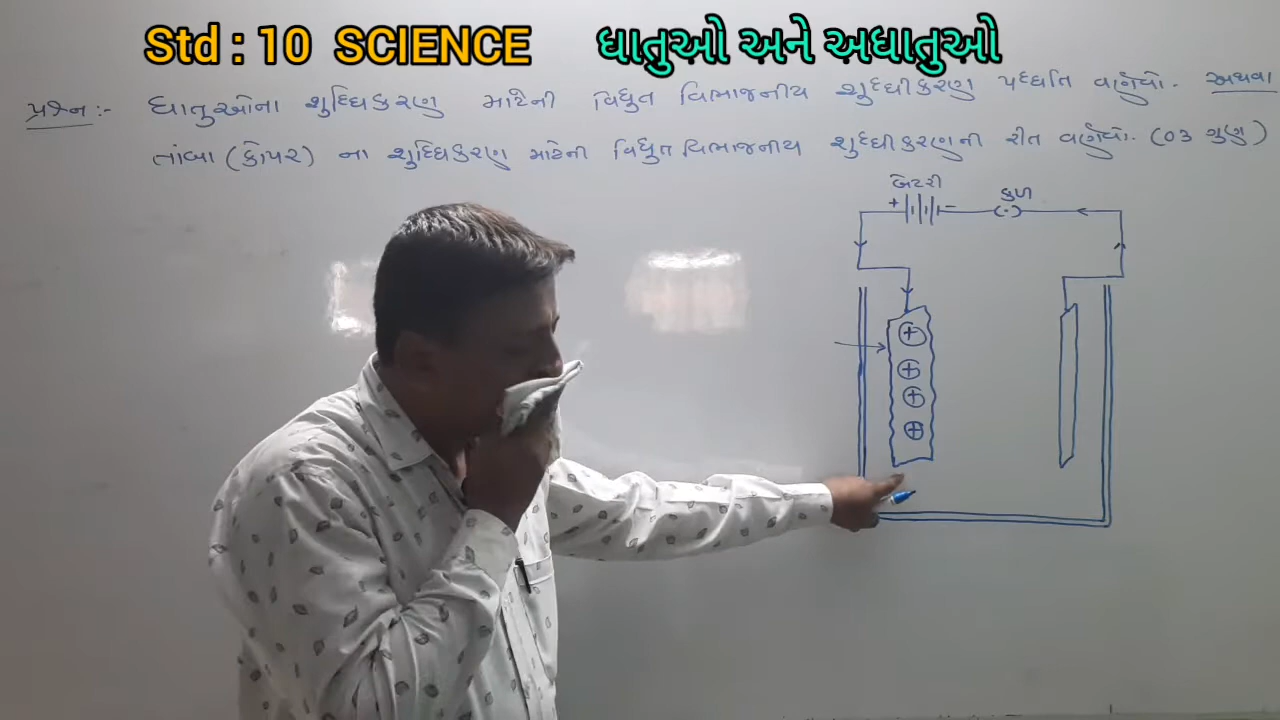 Std : 10 SCIENCE ધાતુઓ અને અધાતુઓ
પ્રશ્ન :- ધાતુઓના શુધ્ધિકરણ માટેની વિધુત વિભાજનીય શુધ્ધીકરણ પધ્ધતિ વર્ણવો. અથવા
તાંબા (કોપર) ના શુધ્ધિકરણ માટેની વિધુત વિભાજનીય શુધ્ધીકરણની રીત વર્ણવો. (03 ગુણ)
બેટરી
+ -
કળ
+
+
+
+